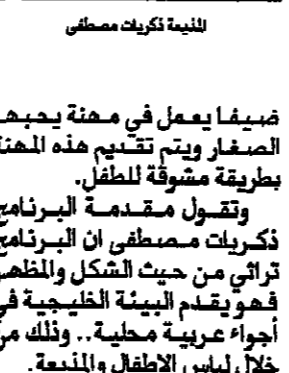 المذيعة ذكريات مصطفى
ضيفا يعمل في مهنة يحبها
الصغار ويتم تقديم هذه المهنة
بطريقة مشوقة للطفل.
وتقول مقدمة البرنامج
ذكريات مصطفى ان البرنامج
تراثي من حيث الشكل والمظهر
فهو يقدم البيئة الخليجية في
أجواء عربية محلية.. وذلك من
خلال لباس الاطفال والمذيعة.